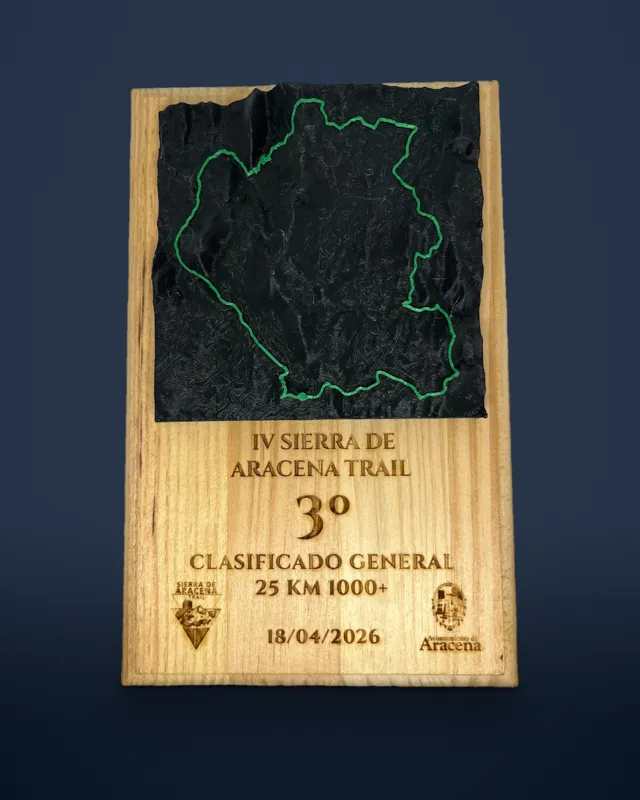 IV SIERRA DE
ARACENA TRAIL
3º
CLASIFICADO GENERAL
25 KM 1000+
SIERRA DE
ARACENA
TRAIL
18/04/2026
Ayuntamiento de
Aracena